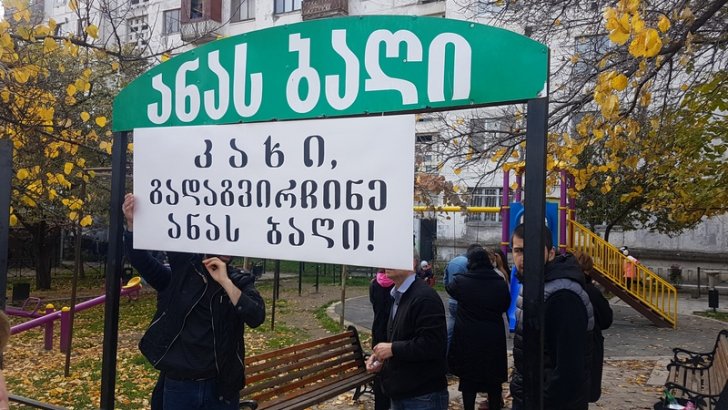 ანას ბაღი
კახი,
გადაგვირჩინე
ანას ბაღი!